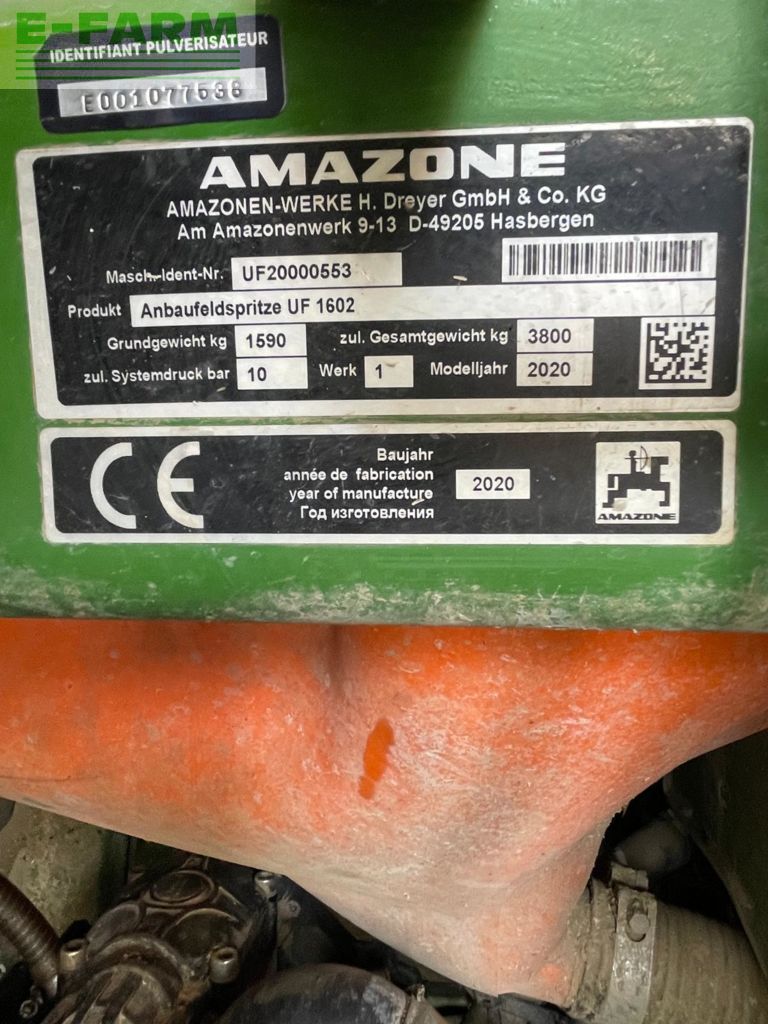 E-FARM
IDENTIFIANT PULVERISATEUR
E001077538
AMAZONE
AMAZONEN-WERKE H. Dreyer GmbH & Co. KG
Am Amazonenwerk 9-13 D-49205 Hasbergen
Masch.-Ident-Nr. UF20000553
Produkt Anbaufeldspritze UF 1602
Grundgewicht kg 1590 zul. Gesamtgewicht kg 3800
zul. Systemdruck bar 10 Werk 1 Modelljahr 2020
CE
Baujahr
année de fabrication
year of manufacture 2020
Год изготовления
AMAZONE